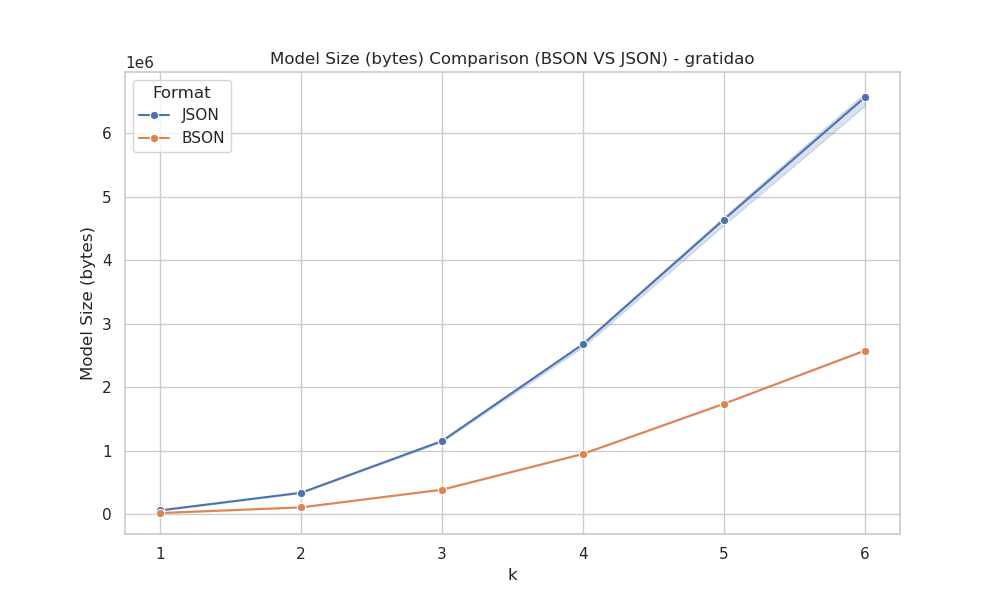 Model Size (bytes) Comparison (BSON VS JSON) - gratidao
1e6
Format
JSON
BSON
6
5
4
3
2
1
0
Model Size (bytes)
1 2 3 4 5 6
k